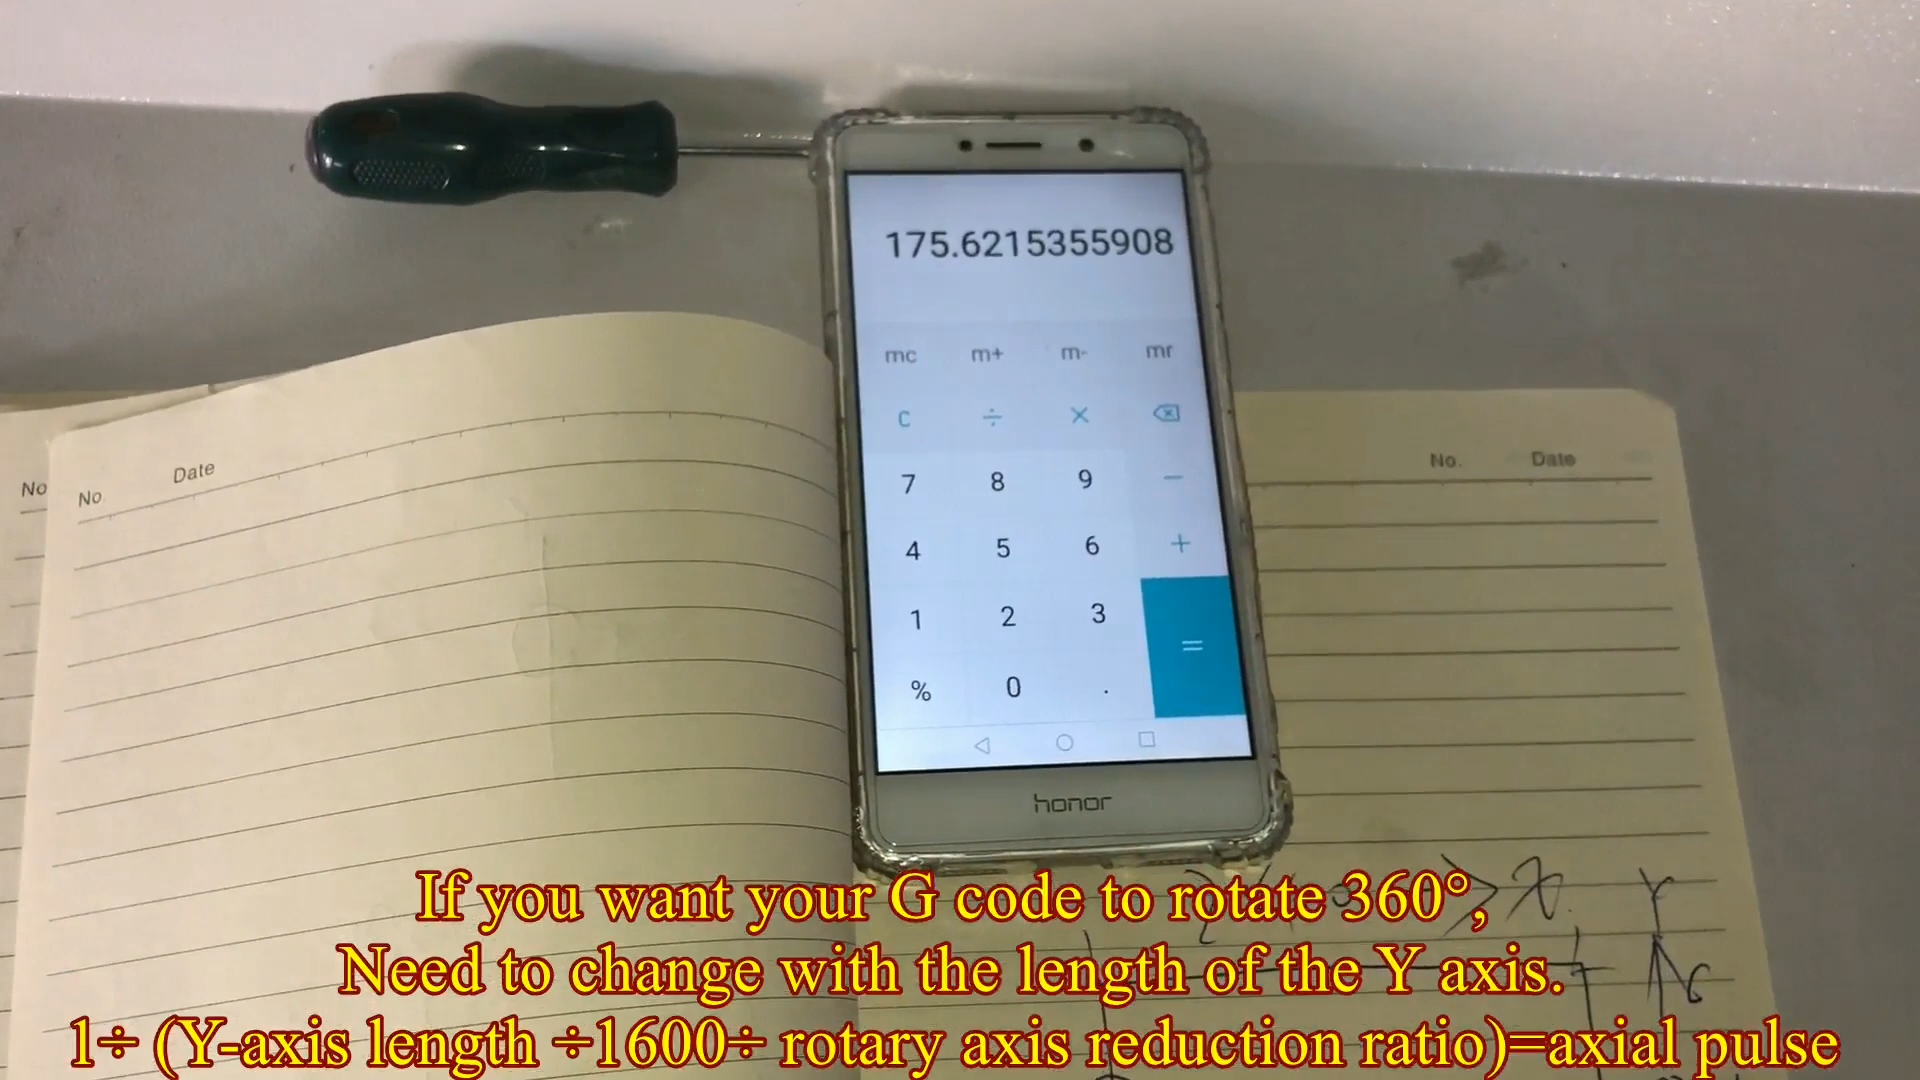 175.6215355908
mc m+ m- mr
C ÷ ×
7 8 9 −
4 5 6 +
1 2 3
% 0 . =
honor
No
No. Date
No. Date
If you want your G code to rotate 360°,
Need to change with the length of the Y axis.
1÷ (Y-axis length ÷1600÷ rotary axis reduction ratio)=axial pulse